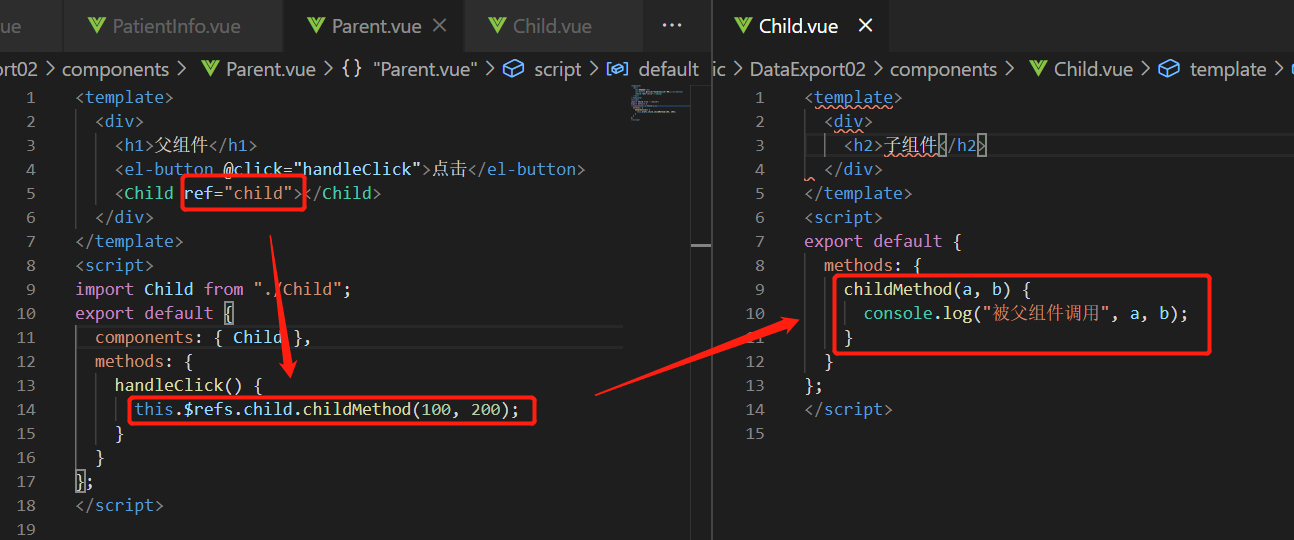 ue
PatientInfo.vue
Parent.vue
Child.vue
Child.vue
ort02 > components > Parent.vue > {} "Parent.vue" > script > default
ic > DataExport02 > components > Child.vue > template >
1 <template>
2 <div>
3 <h1>父组件</h1>
4 <el-button @click="handleClick">点击</el-button>
5 <Child ref="child"></Child>
6 </div>
7 </template>
8 <script>
9 import Child from "./Child";
10 export default {
11 components: { Child },
12 methods: {
13 handleClick() {
14 this.$refs.child.childMethod(100, 200);
15 }
16 }
17 };
18 </script>
19
1 <template>
2 <div>
3 <h2>子组件</h2>
4 </div>
5 </template>
6 <script>
7 export default {
8 methods: {
9 childMethod(a, b) {
10 console.log("被父组件调用", a, b);
11 }
12 }
13 };
14 </script>
15